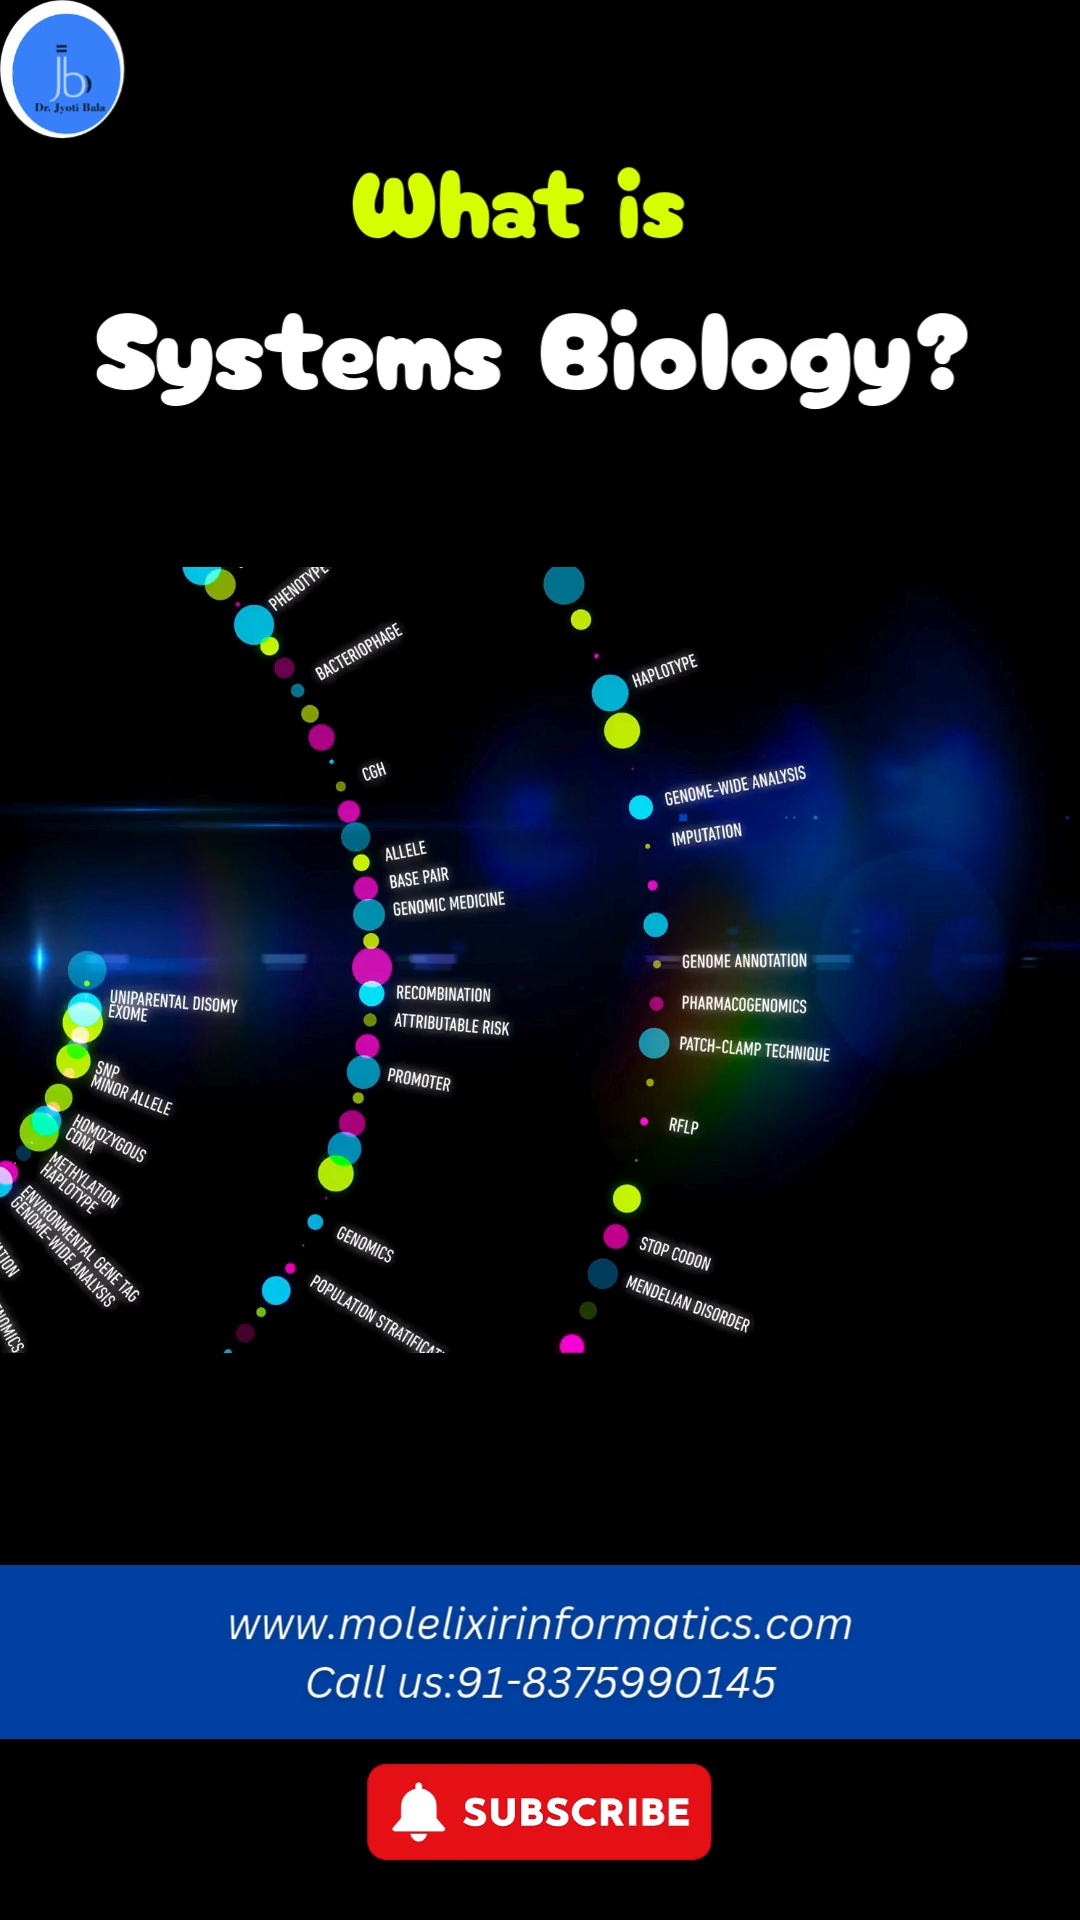 Dr. Jyoti Bala
What is
Systems Biology?
PHENOTYPE
BACTERIOPHAGE
CGH
ALLELE
BASE PAIR
GENOMIC MEDICINE
RECOMBINATION
ATTRIBUTABLE RISK
PROMOTER
GENOMICS
HAPLOTYPE
GENOME-WIDE ANALYSIS
IMPUTATION
GENOME ANNOTATION
PHARMACOGENOMICS
PATCH-CLAMP TECHNIQUE
RFLP
STOP CODON
MENDELIAN DISORDER
UNIPARENTAL DISOMY
EXOME
SNP
MINOR ALLELE
HOMOZYGOUS
CDNA
METHYLATION
HAPLOTYPE
ENVIRONMENTAL GENE TAG
GENOME-WIDE ANALYSIS
POPULATION
www.molelixirinformatics.com
Call us:91-8375990145
SUBSCRIBE